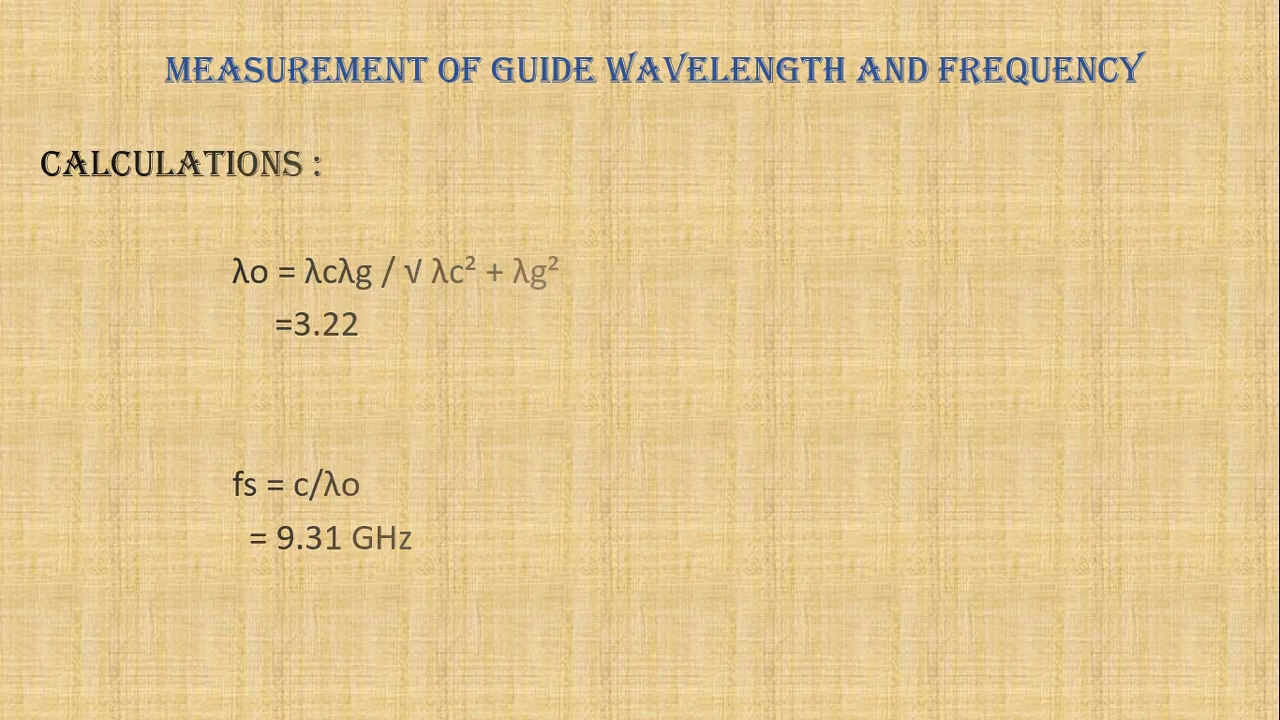 MEASUREMENT OF GUIDE WAVELENGTH AND FREQUENCY
CALCULATIONS :
λo = λcλg / √ λc² + λg²
=3.22
fs = c/λo
= 9.31 GHz